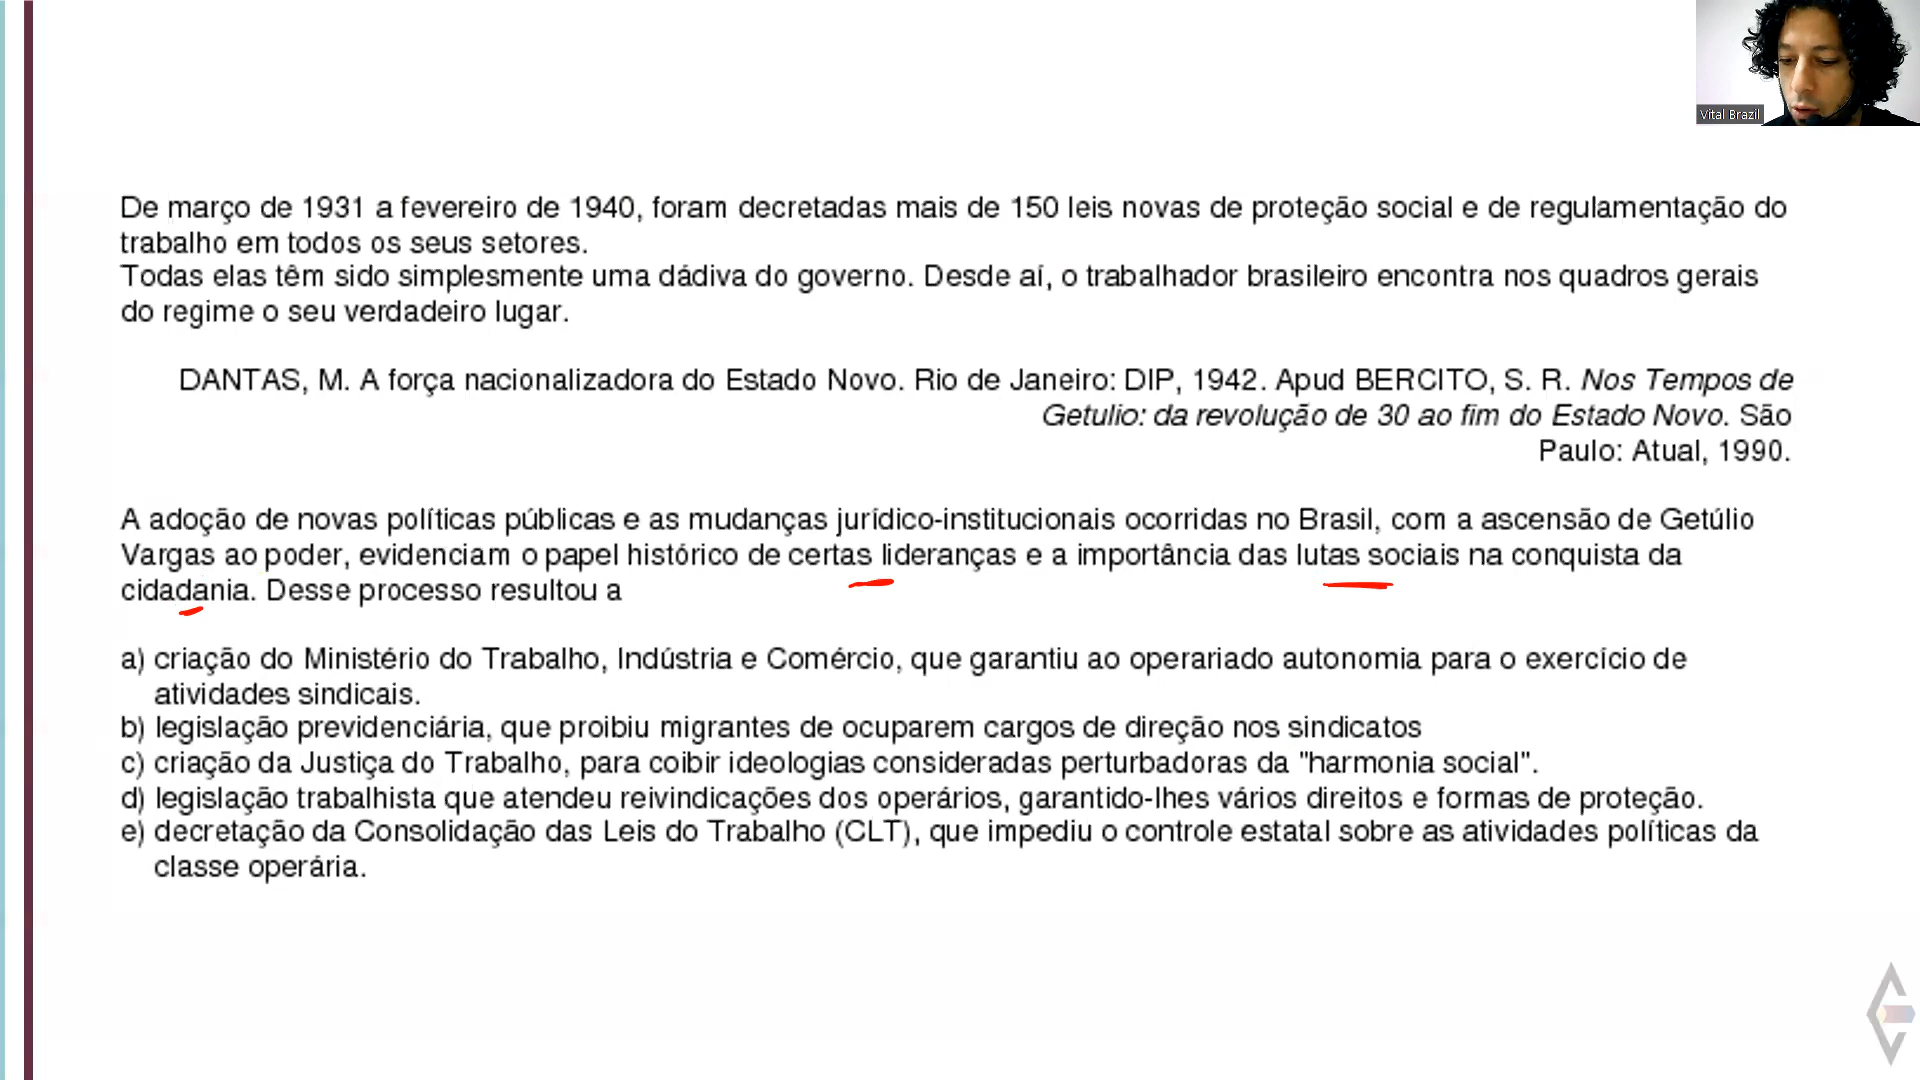 Vital Brazil
De março de 1931 a fevereiro de 1940, foram decretadas mais de 150 leis novas de proteção social e de regulamentação do
trabalho em todos os seus setores.
Todas elas têm sido simplesmente uma dádiva do governo. Desde aí, o trabalhador brasileiro encontra nos quadros gerais
do regime o seu verdadeiro lugar.
DANTAS, M. A força nacionalizadora do Estado Novo. Rio de Janeiro: DIP, 1942. Apud BERCITO, S. R. Nos Tempos de
Getulio: da revolução de 30 ao fim do Estado Novo. São
Paulo: Atual, 1990.
A adoção de novas políticas públicas e as mudanças jurídico-institucionais ocorridas no Brasil, com a ascensão de Getúlio
Vargas ao poder, evidenciam o papel histórico de certas lideranças e a importância das lutas sociais na conquista da
cidadania. Desse processo resultou a
a) criação do Ministério do Trabalho, Indústria e Comércio, que garantiu ao operariado autonomia para o exercício de
atividades sindicais.
b) legislação previdenciária, que proibiu migrantes de ocuparem cargos de direção nos sindicatos
c) criação da Justiça do Trabalho, para coibir ideologias consideradas perturbadoras da "harmonia social".
d) legislação trabalhista que atendeu reivindicações dos operários, garantido-lhes vários direitos e formas de proteção.
e) decretação da Consolidação das Leis do Trabalho (CLT), que impediu o controle estatal sobre as atividades políticas da
classe operária.